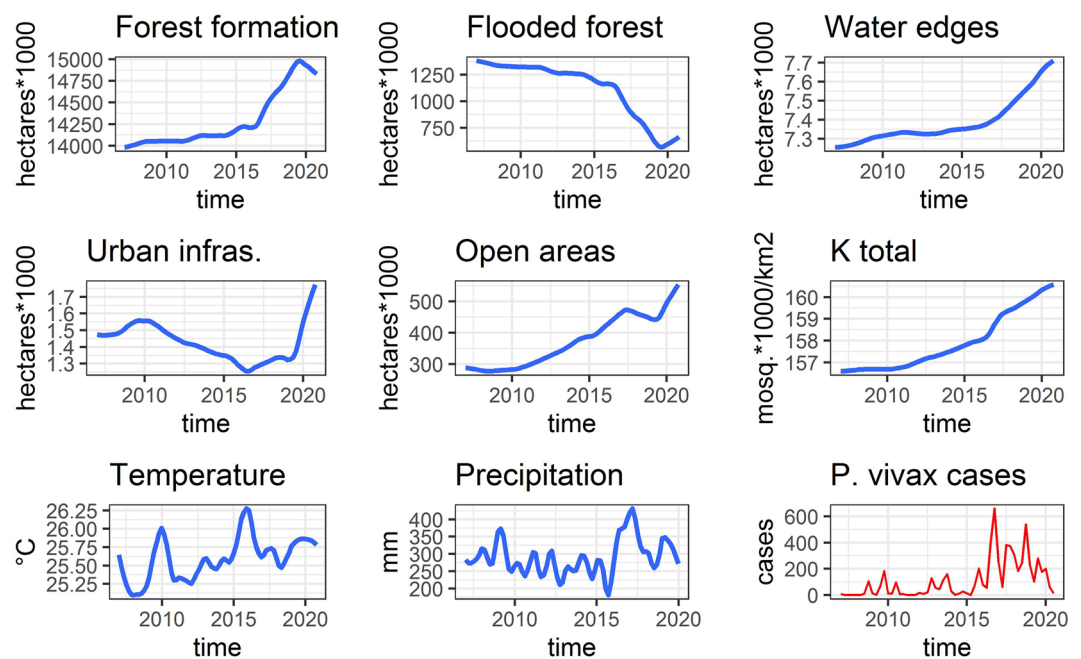 Forest formation
hectares*1000
15000
14750
14500
14250
14000
2010 2015 2020
time
Flooded forest
hectares*1000
1250
1000
750
2010 2015 2020
time
Water edges
hectares*1000
7.7
7.6
7.5
7.4
7.3
2010 2015 2020
time
Urban infras.
hectares*1000
1.7
1.6
1.5
1.4
1.3
2010 2015 2020
time
Open areas
hectares*1000
500
400
300
2010 2015 2020
time
K total
mosq.*1000/km2
160
159
158
157
2010 2015 2020
time
Temperature
°C
26.25
26.00
25.75
25.50
25.25
2010 2015 2020
time
Precipitation
mm
400
350
300
250
200
2010 2015 2020
time
P. vivax cases
cases
600
400
200
0
2010 2015 2020
time